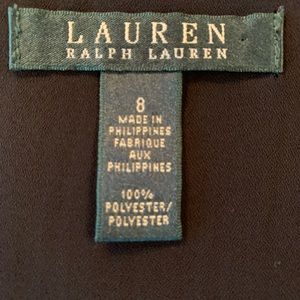 LAUREN
RALPH LAUREN
8
MADE IN
PHILIPPINES
FABRIQUE
AUX
PHILIPPINES
100%
POLYESTER/
POLYESTER